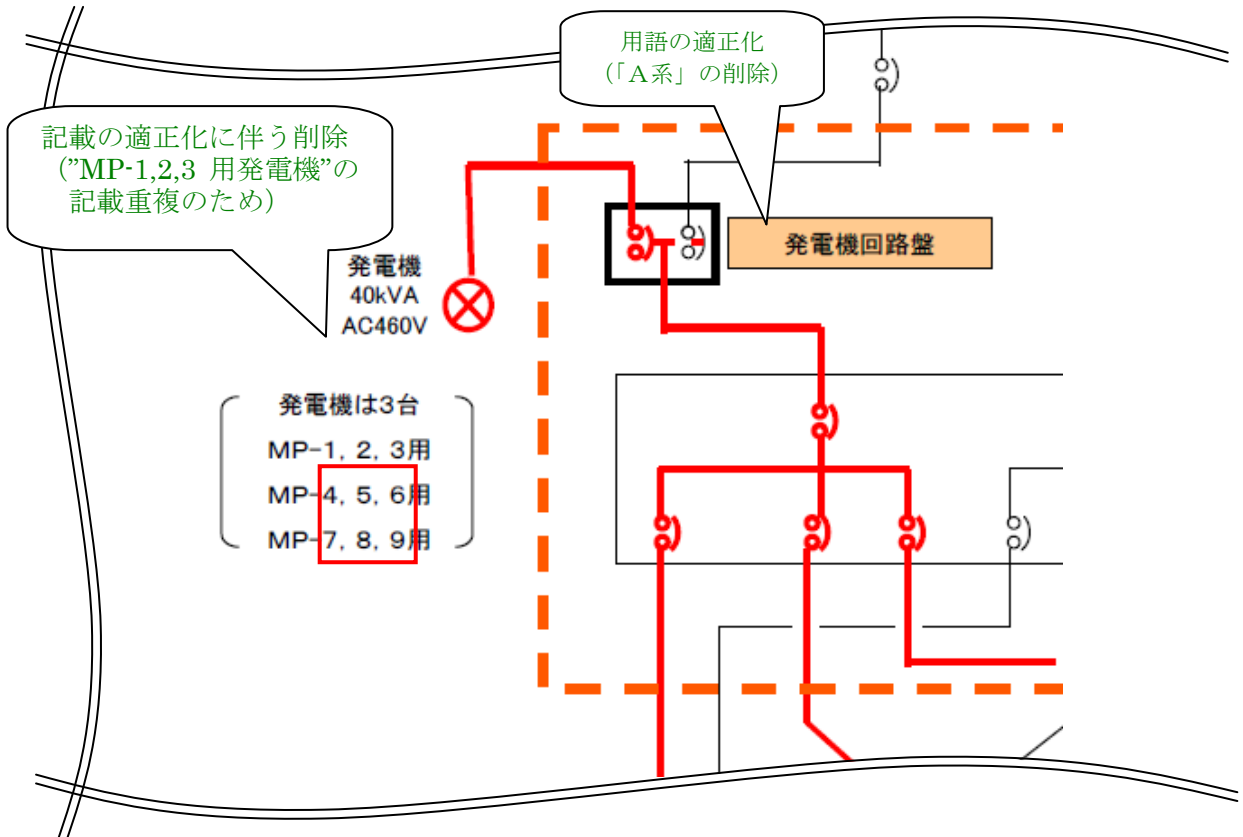 用語の適正化
(「A系」の削除)
記載の適正化に伴う削除
(”MP-1,2,3 用発電機”の
記載重複のため)
発電機回路盤
発電機
40kVA
AC460V
発電機は3台
MP-1, 2, 3用
MP-4, 5, 6用
MP-7, 8, 9用